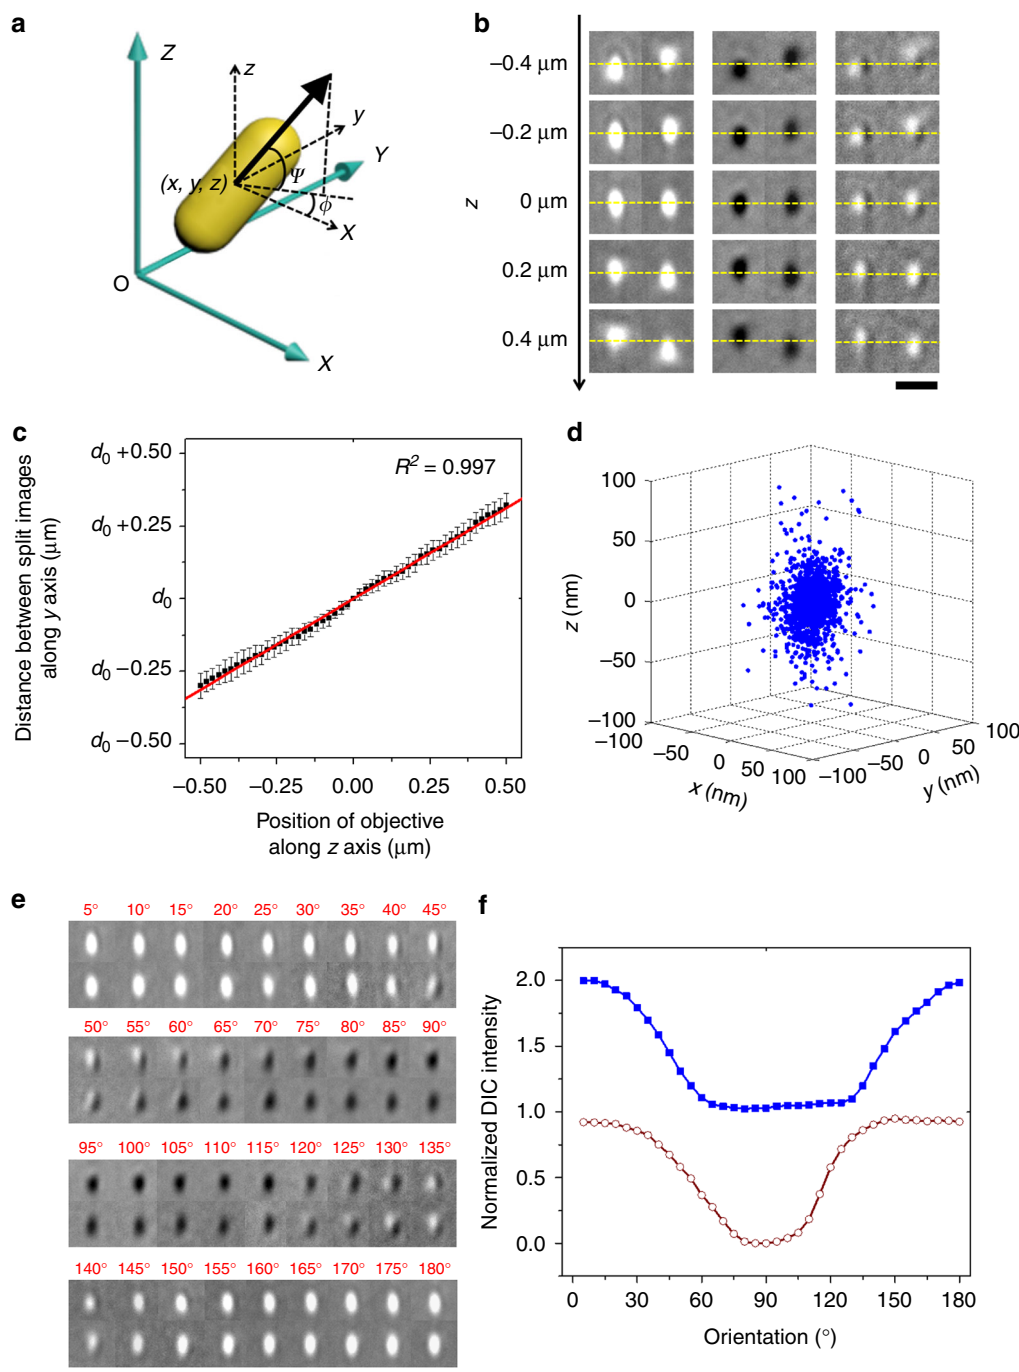 a
Z
z
y
Y
(x, y, z)
Ψ
ϕ
X
O
X
b
z
−0.4 μm
−0.2 μm
0 μm
0.2 μm
0.4 μm
c
Distance between split images
along y axis (μm)
d0 +0.50
d0 +0.25
d0
d0 −0.25
d0 −0.50
R2 = 0.997
−0.50 −0.25 0.00 0.25 0.50
Position of objective
along z axis (μm)
d
z (nm)
100
50
0
−50
−100
−100 −50 0 50 100
x (nm)
−100 −50 0 50 100
y (nm)
e
5° 10° 15° 20° 25° 30° 35° 40° 45°
50° 55° 60° 65° 70° 75° 80° 85° 90°
95° 100° 105° 110° 115° 120° 125° 130° 135°
140° 145° 150° 155° 160° 165° 170° 175° 180°
f
Normalized DIC intensity
2.0
1.5
1.0
0.5
0.0
0 30 60 90 120 150 180
Orientation (°)